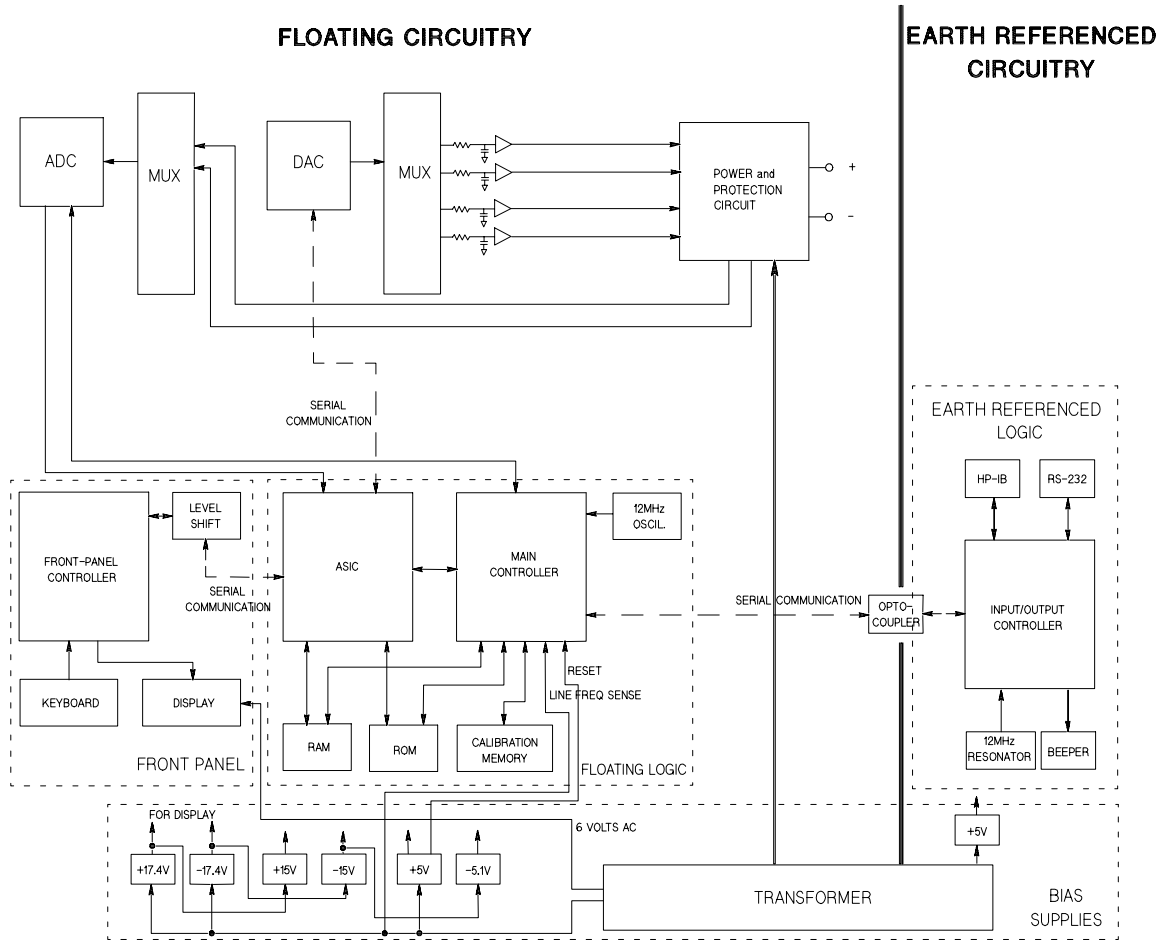 FLOATING CIRCUITRY
EARTH REFERENCED
CIRCUITRY
ADC
MUX
DAC
MUX
POWER and
PROTECTION
CIRCUIT
+
-
SERIAL
COMMUNICATION
EARTH REFERENCED
LOGIC
HP-IB
RS-232
LEVEL
SHIFT
12MHz
OSCIL.
FRONT-PANEL
CONTROLLER
ASIC
MAIN
CONTROLLER
SERIAL
COMMUNICATION
SERIAL COMMUNICATION
OPTO-
COUPLER
INPUT/OUTPUT
CONTROLLER
RESET
LINE FREQ SENSE
KEYBOARD
DISPLAY
RAM
ROM
CALIBRATION
MEMORY
12MHz
RESONATOR
BEEPER
FRONT PANEL
FLOATING LOGIC
FOR DISPLAY
6 VOLTS AC
+5V
+17.4V
-17.4V
+15V
-15V
+5V
-5.1V
TRANSFORMER
BIAS
SUPPLIES